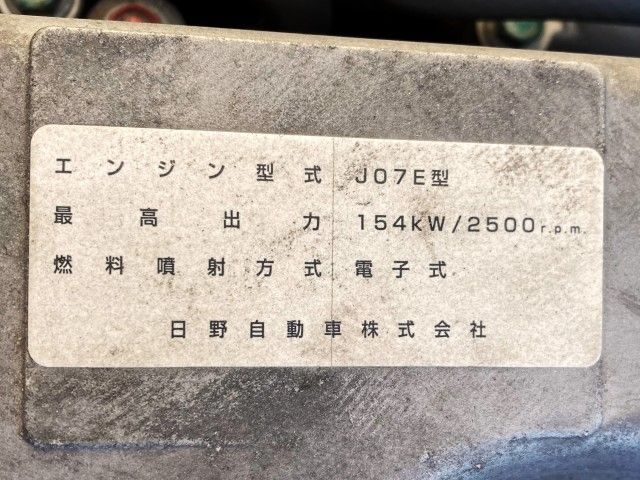 エンジン型式 J07E型
最高出力 154kW/2500r.p.m.
燃料噴射方式 電子式
日野自動車株式会社